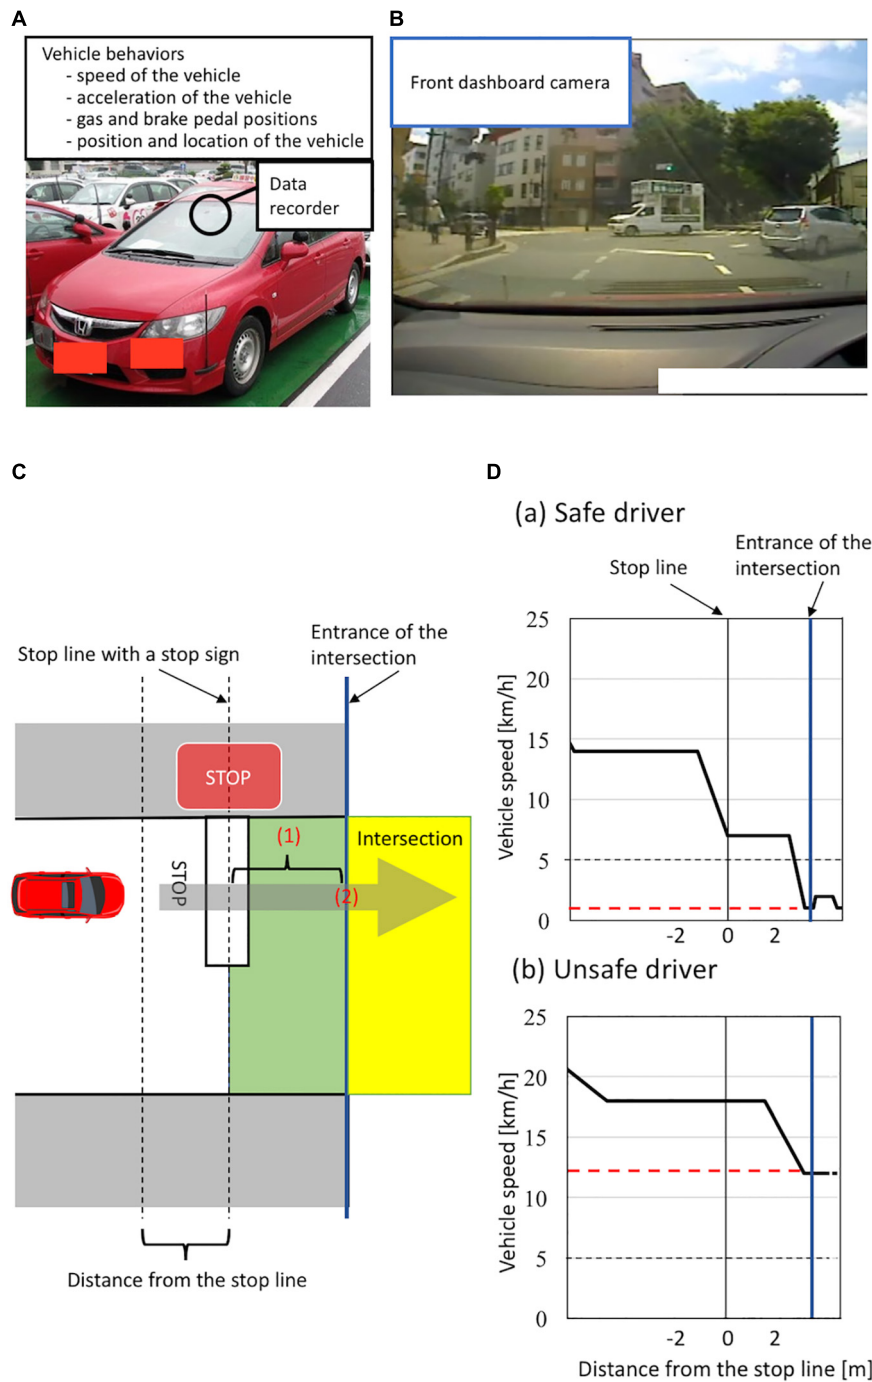 A
Vehicle behaviors
- speed of the vehicle
- acceleration of the vehicle
- gas and brake pedal positions
- position and location of the vehicle
Data
recorder
B
Front dashboard camera
C
Stop line with a stop sign
Entrance of the
intersection
STOP
(1)
Intersection
STOP
(2)
Distance from the stop line
D
(a) Safe driver
Stop line
Entrance of the
intersection
Vehicle speed [km/h]
25
20
15
10
5
0
-2 0 2
(b) Unsafe driver
Vehicle speed [km/h]
25
20
15
10
5
0
-2 0 2
Distance from the stop line [m]